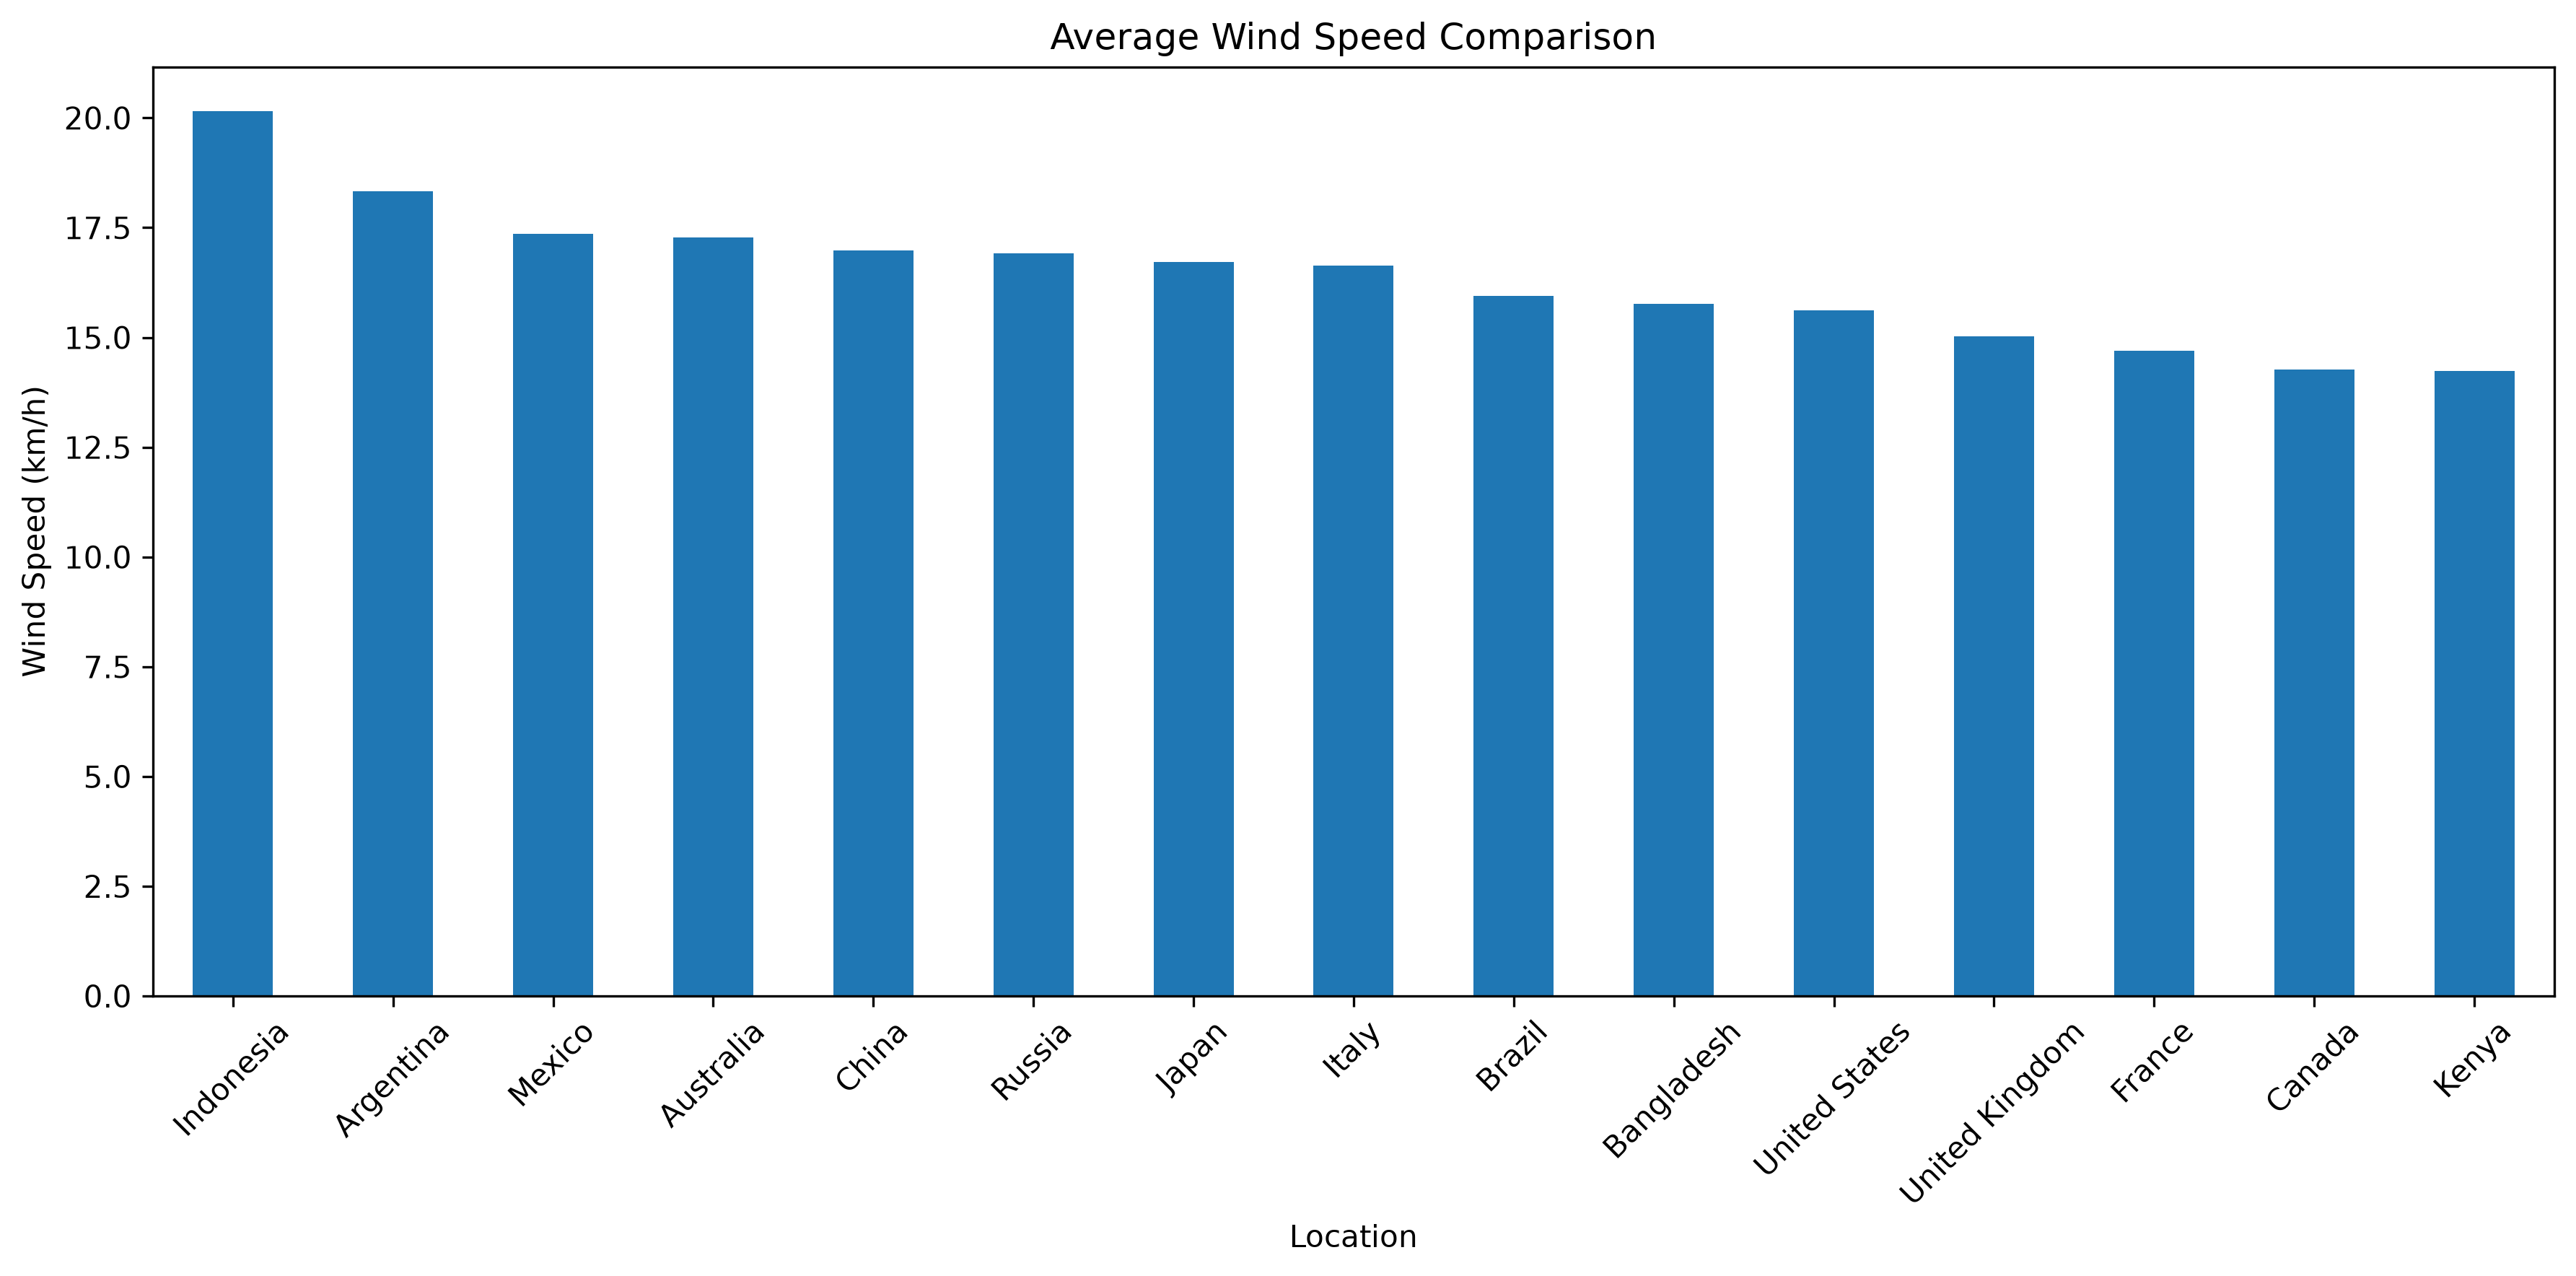 Average Wind Speed Comparison
Wind Speed (km/h)
20.0
17.5
15.0
12.5
10.0
7.5
5.0
2.5
0.0
Indonesia
Argentina
Mexico
Australia
China
Russia
Japan
Italy
Brazil
Bangladesh
United States
United Kingdom
France
Canada
Kenya
Location